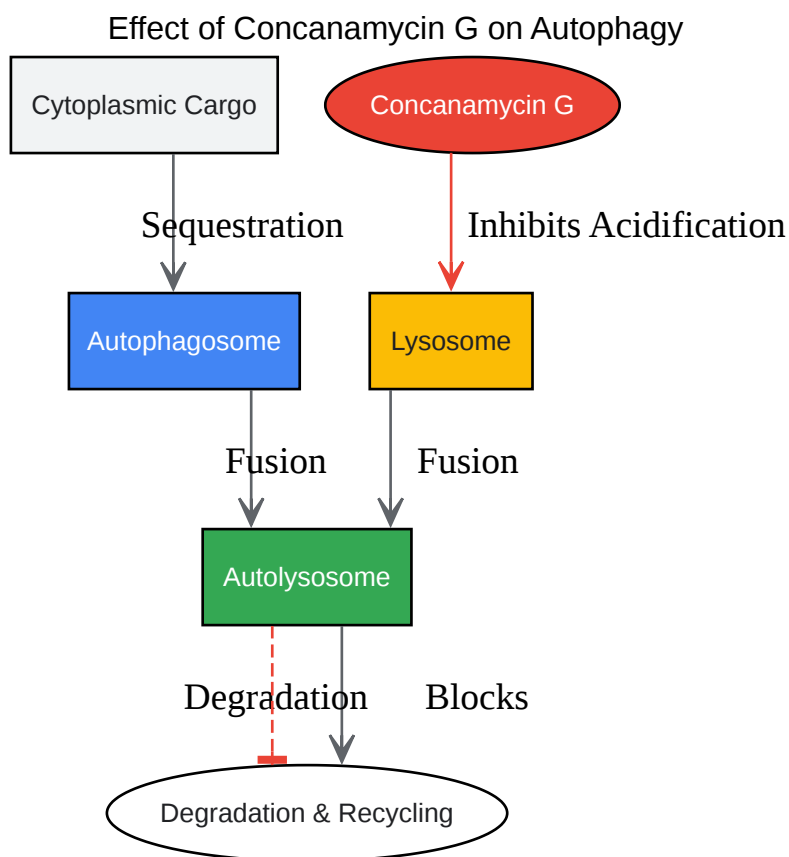 Effect of Concanamycin G on Autophagy
Cytoplasmic Cargo
Concanamycin G
Sequestration
Inhibits Acidification
Autophagosome
Lysosome
Fusion
Fusion
Autolysosome
Degradation
Blocks
Degradation & Recycling